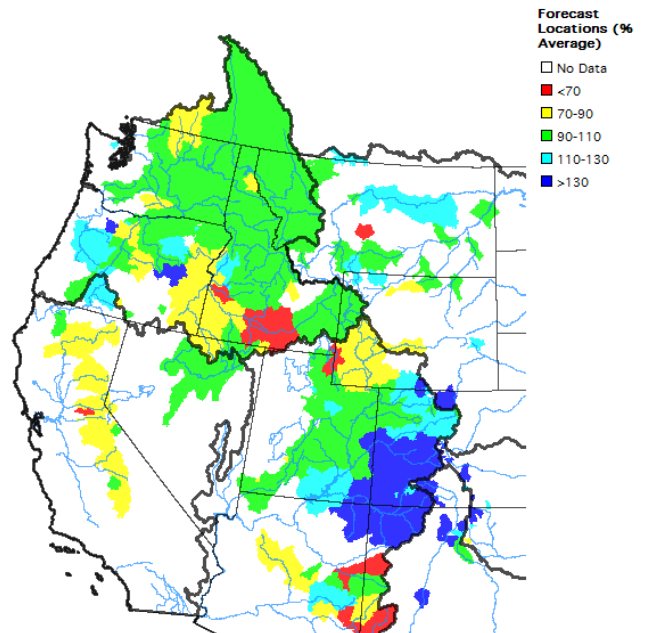 Forecast
Locations (%
Average)
No Data
<70
70-90
90-110
110-130
>130